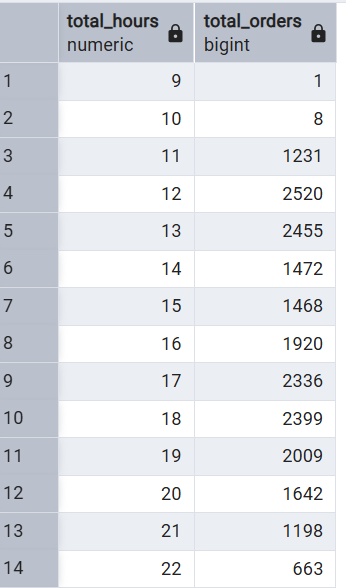 total_hours total_orders
numeric bigint
1 9 1
2 10 8
3 11 1231
4 12 2520
5 13 2455
6 14 1472
7 15 1468
8 16 1920
9 17 2336
10 18 2399
11 19 2009
12 20 1642
13 21 1198
14 22 663